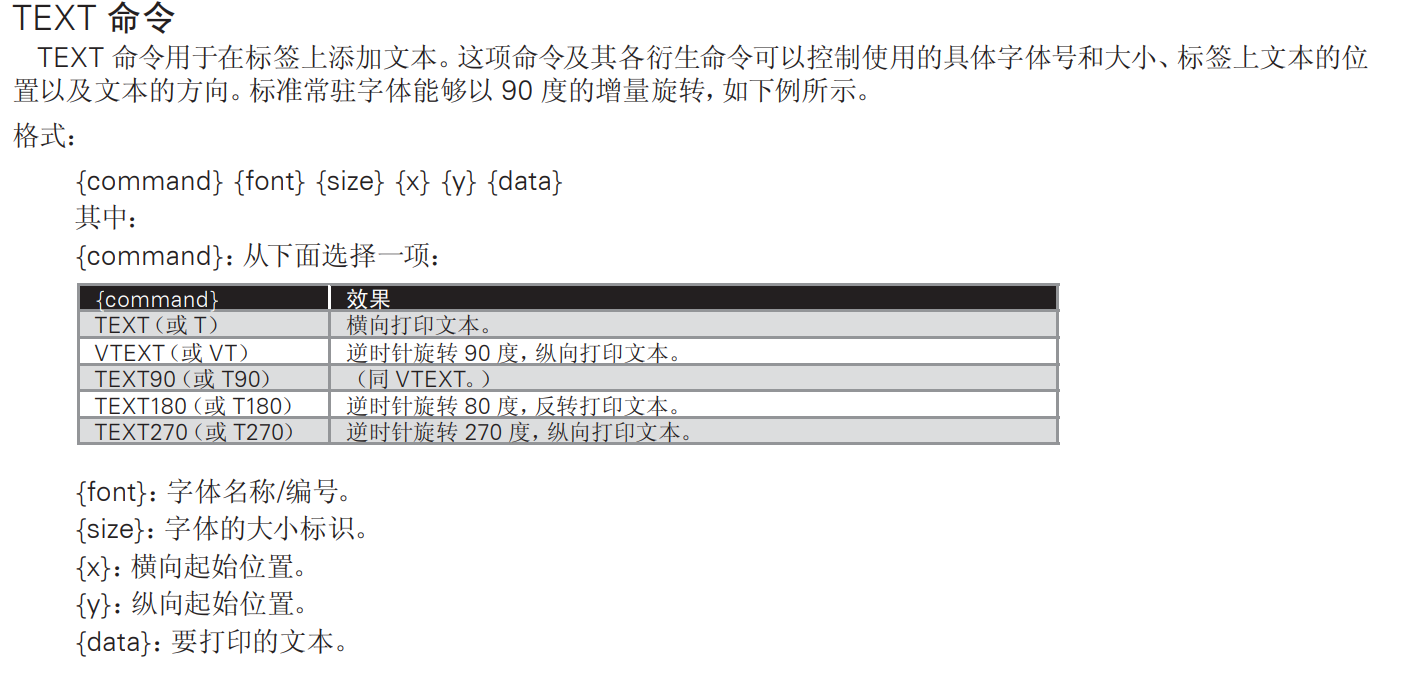 TEXT 命令
TEXT 命令用于在标签上添加文本。这项命令及其各衍生命令可以控制使用的具体字体号和大小、标签上文本的位
置以及文本的方向。标准常驻字体能够以 90 度的增量旋转，如下例所示。
格式：
{command} {font} {size} {x} {y} {data}
其中：
{command}：从下面选择一项：
{command} 效果
TEXT（或 T） 横向打印文本。
VTEXT（或 VT） 逆时针旋转 90 度，纵向打印文本。
TEXT90（或 T90） （同 VTEXT。）
TEXT180（或 T180） 逆时针旋转 80 度，反转打印文本。
TEXT270（或 T270） 逆时针旋转 270 度，纵向打印文本。
{font}：字体名称/编号。
{size}：字体的大小标识。
{x}：横向起始位置。
{y}：纵向起始位置。
{data}：要打印的文本。